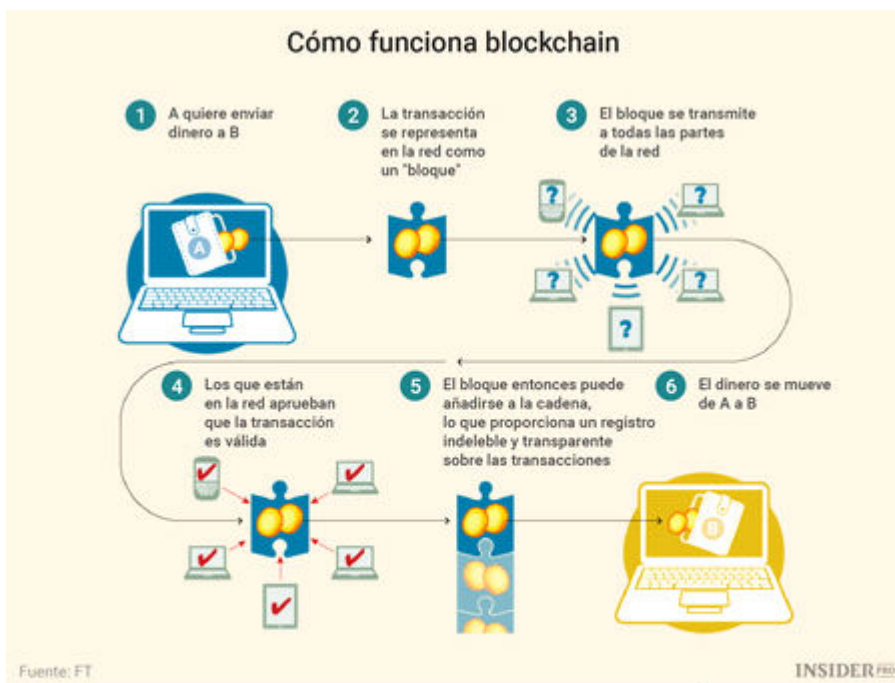 Cómo funciona blockchain
1
A quiere enviar
dinero a B
2
La transacción
se representa
en la red como
un "bloque"
3
El bloque se transmite
a todas las partes
de la red
A
?
?
?
?
?
4
Los que están
en la red aprueban
que la transacción
es válida
5
El bloque entonces puede
añadirse a la cadena,
lo que proporciona un registro
indeleble y transparente
sobre las transacciones
6
El dinero se mueve
de A a B
B
Fuente: FT
INSIDER PRO